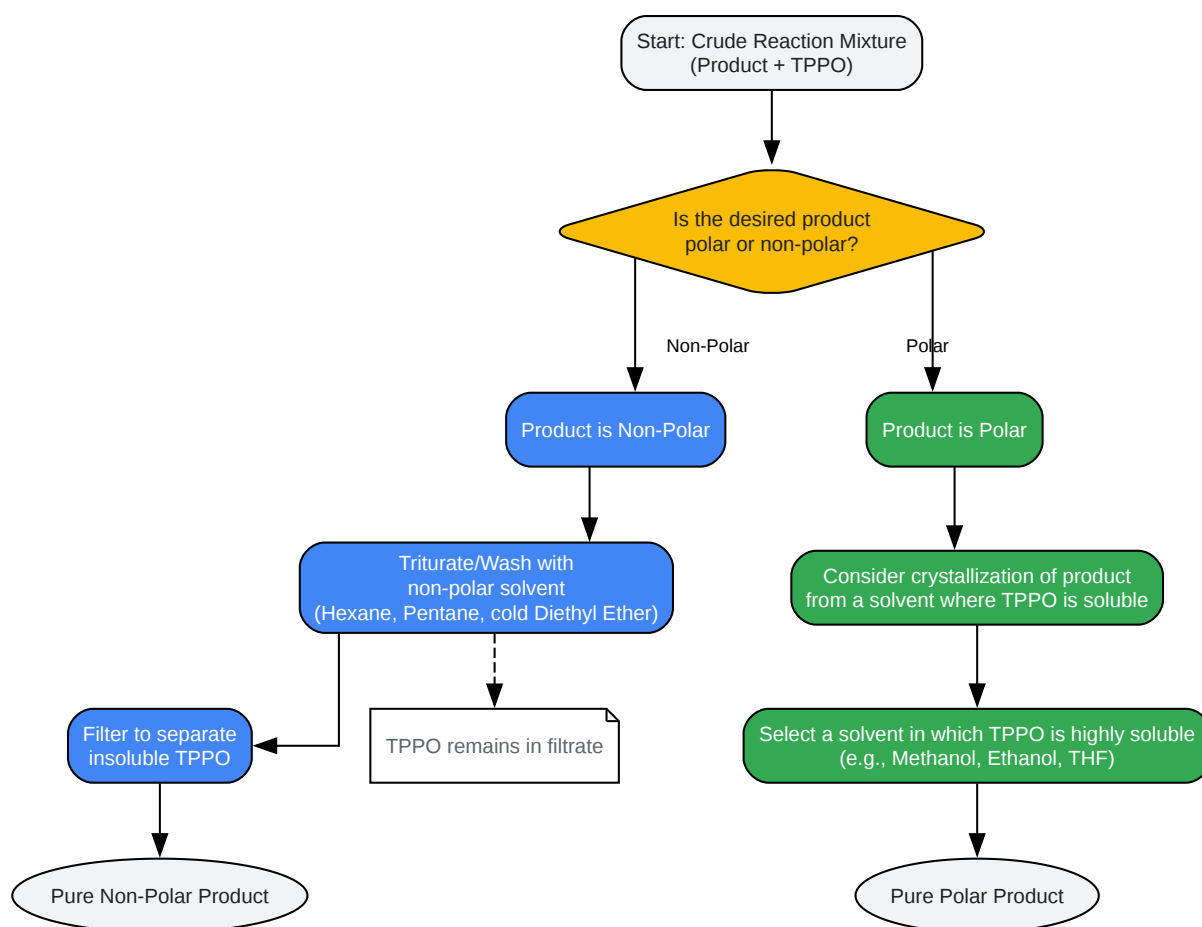 Start: Crude Reaction Mixture
(Product + TPPO)
Is the desired product
polar or non-polar?
Non-Polar
Polar
Product is Non-Polar
Product is Polar
Triturate/Wash with
non-polar solvent
(Hexane, Pentane, cold Diethyl Ether)
Consider crystallization of product
from a solvent where TPPO is soluble
Filter to separate
insoluble TPPO
TPPO remains in filtrate
Select a solvent in which TPPO is highly soluble
(e.g., Methanol, Ethanol, THF)
Pure Non-Polar Product
Pure Polar Product